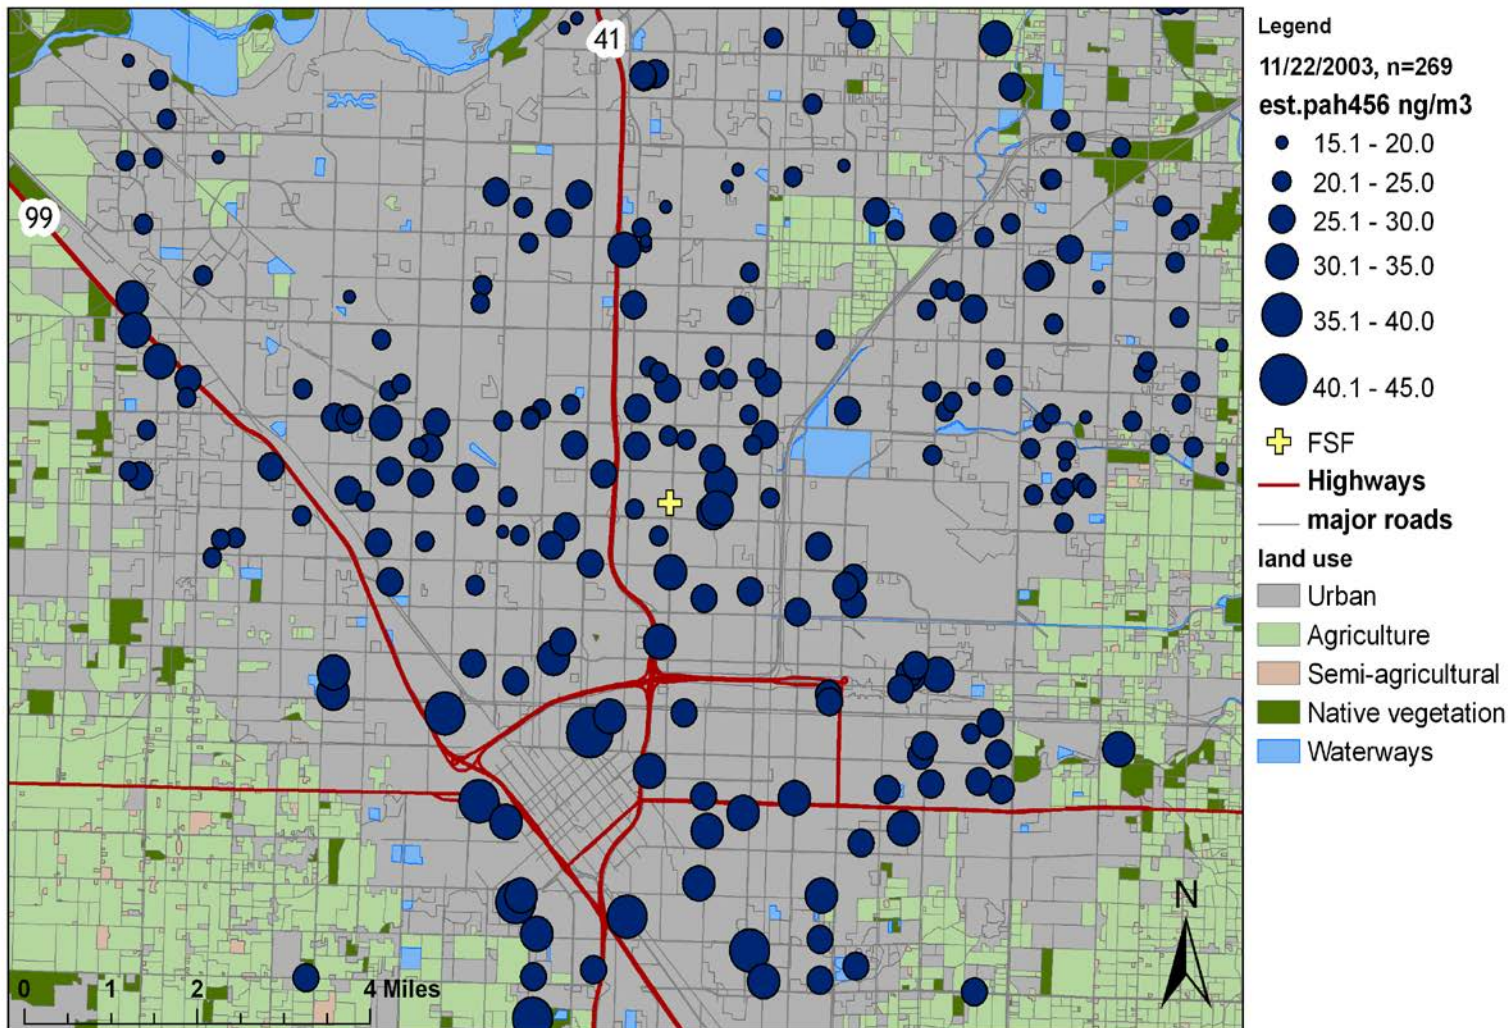 41
99
0 1 2 4 Miles
N
Legend
11/22/2003, n=269
est.pah456 ng/m3
15.1 - 20.0
20.1 - 25.0
25.1 - 30.0
30.1 - 35.0
35.1 - 40.0
40.1 - 45.0
FSF
Highways
major roads
land use
Urban
Agriculture
Semi-agricultural
Native vegetation
Waterways